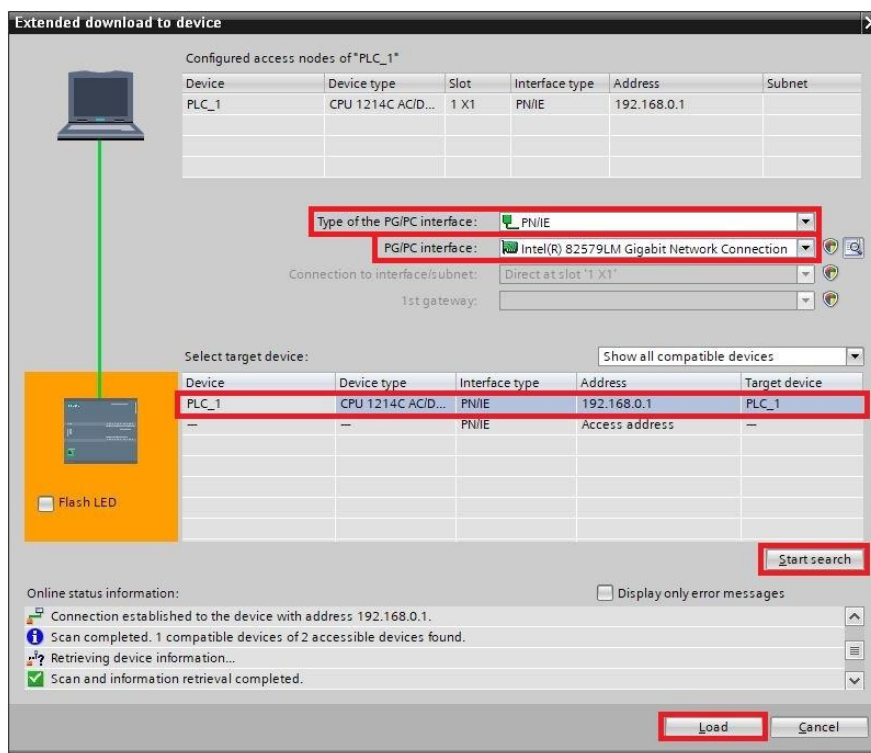 Extended download to device
Configured access nodes of "PLC_1"
Device Device type Slot Interface type Address Subnet
PLC_1 CPU 1214C AC/D... 1 X1 PN/IE 192.168.0.1
Type of the PG/PC interface: PN/IE
PG/PC interface: Intel(R) 82579LM Gigabit Network Connection
Connection to interface/subnet: Direct at slot '1 X1'
1st gateway:
Select target device: Show all compatible devices
Device Device type Interface type Address Target device
PLC_1 CPU 1214C AC/D... PN/IE 192.168.0.1 PLC_1
— — PN/IE Access address —
Flash LED
Start search
Online status information: Display only error messages
Connection established to the device with address 192.168.0.1.
Scan completed. 1 compatible devices of 2 accessible devices found.
Retrieving device information...
Scan and information retrieval completed.
Load Cancel